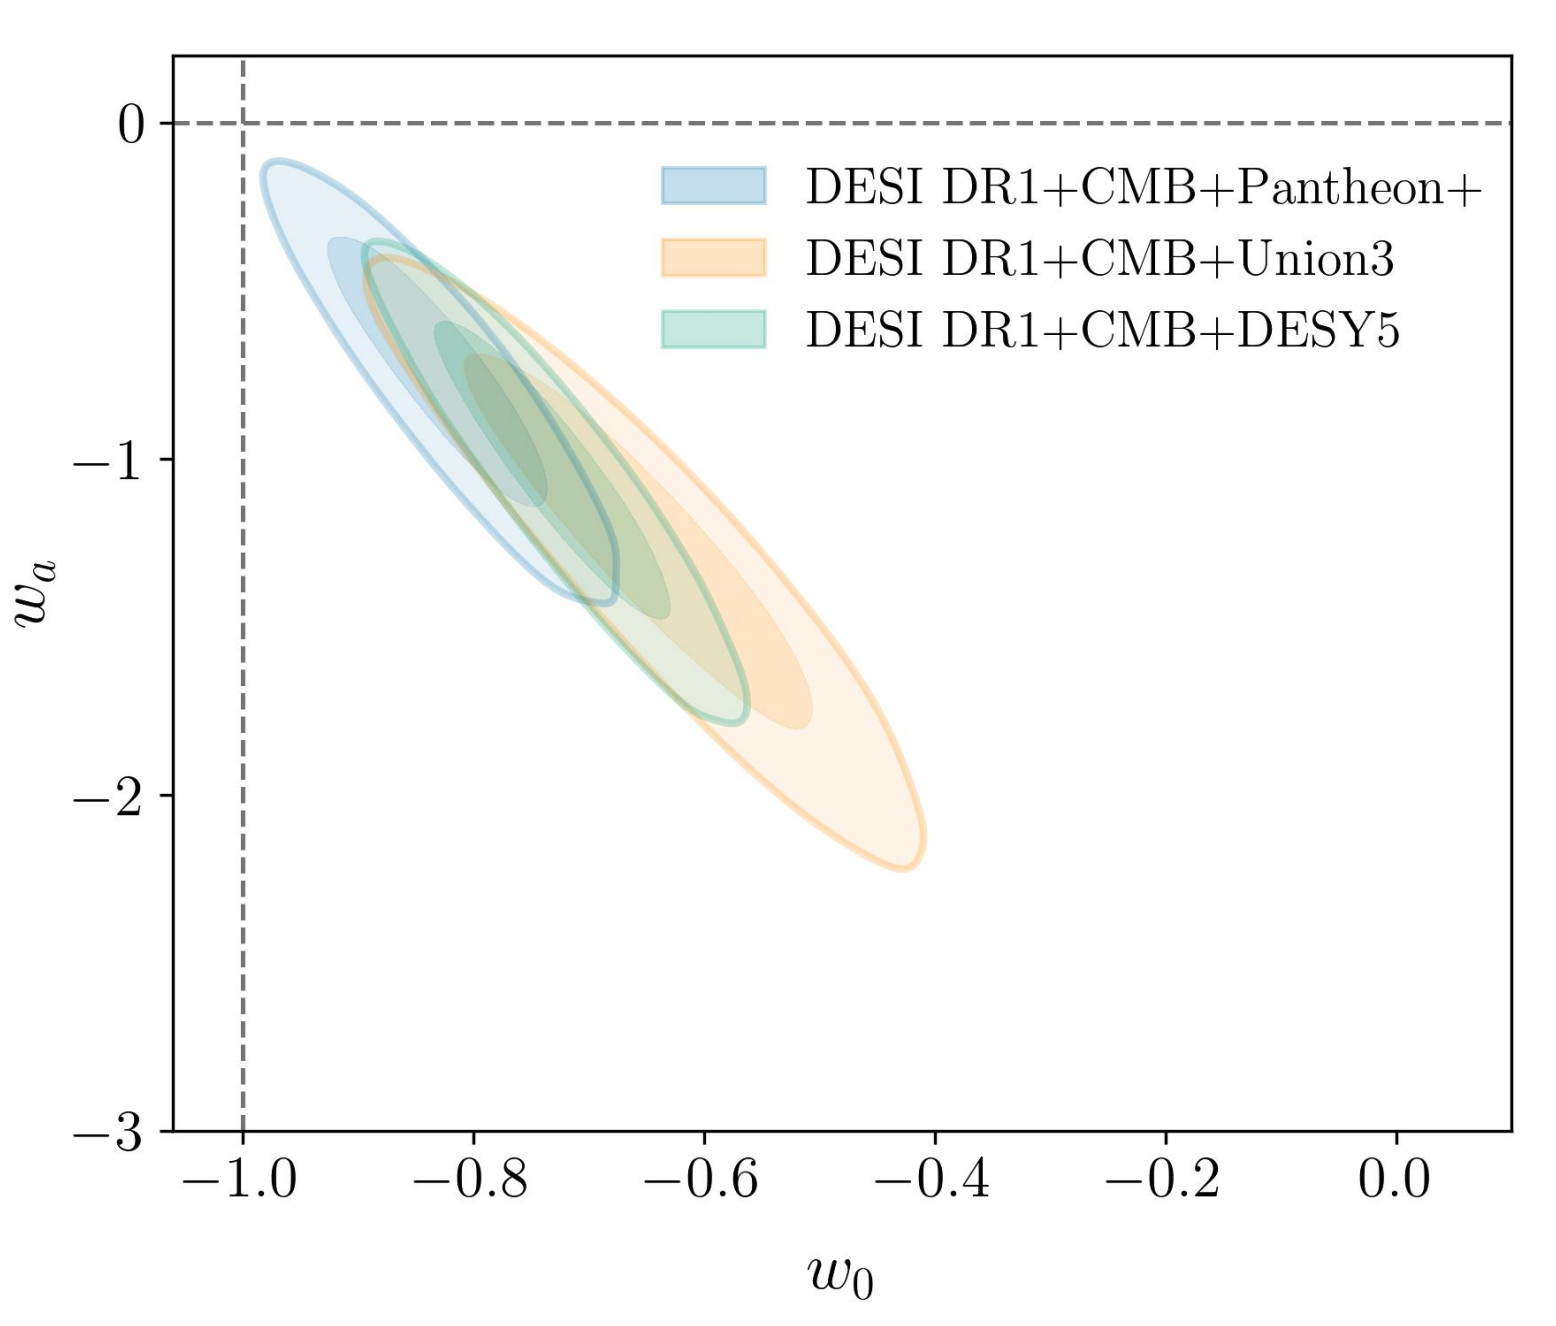 0
−1
−2
−3
w_a
DESI DR1+CMB+Pantheon+
DESI DR1+CMB+Union3
DESI DR1+CMB+DESY5
−1.0 −0.8 −0.6 −0.4 −0.2 0.0
w_0